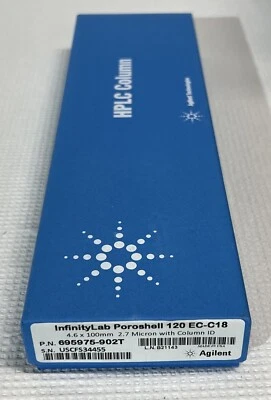 HPLC Column
Agilent Technologies
InfinityLab Poroshell 120 EC-C18
4.6 x 100mm 2.7 Micron with Column ID
P.N. 695975-902T
S.N. USCFS34455
L.N. B21143
Agilent